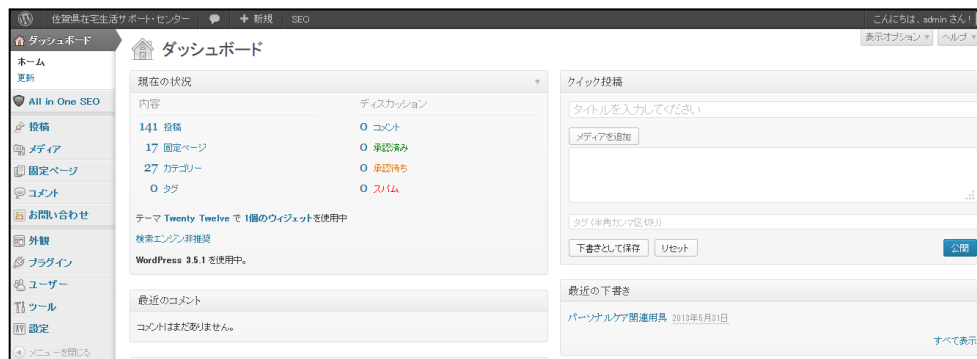 佐賀県在宅生活サポート・センター 新規 SEO こんにちは、admin さん!
ダッシュボード
ホーム
更新
All in One SEO
投稿
メディア
固定ページ
コメント
お問い合わせ
外観
プラグイン
ユーザー
ツール
設定
メニューを閉じる
表示オプション ヘルプ
ダッシュボード
現在の状況
内容 ディスカッション
141 投稿 0 コメント
17 固定ページ 0 承認済み
27 カテゴリー 0 承認待ち
0 タグ 0 スパム
テーマ Twenty Twelve で 1個のウィジェットを使用中
検索エンジン非推奨
WordPress 3.5.1 を使用中。
最近のコメント
コメントはまだありません。
クイック投稿
タイトルを入力してください
メディアを追加
タグ (半角カンマ区切り)
下書きとして保存 リセット 公開
最近の下書き
パーソナルケア関連用具 2013年5月31日
すべて表示